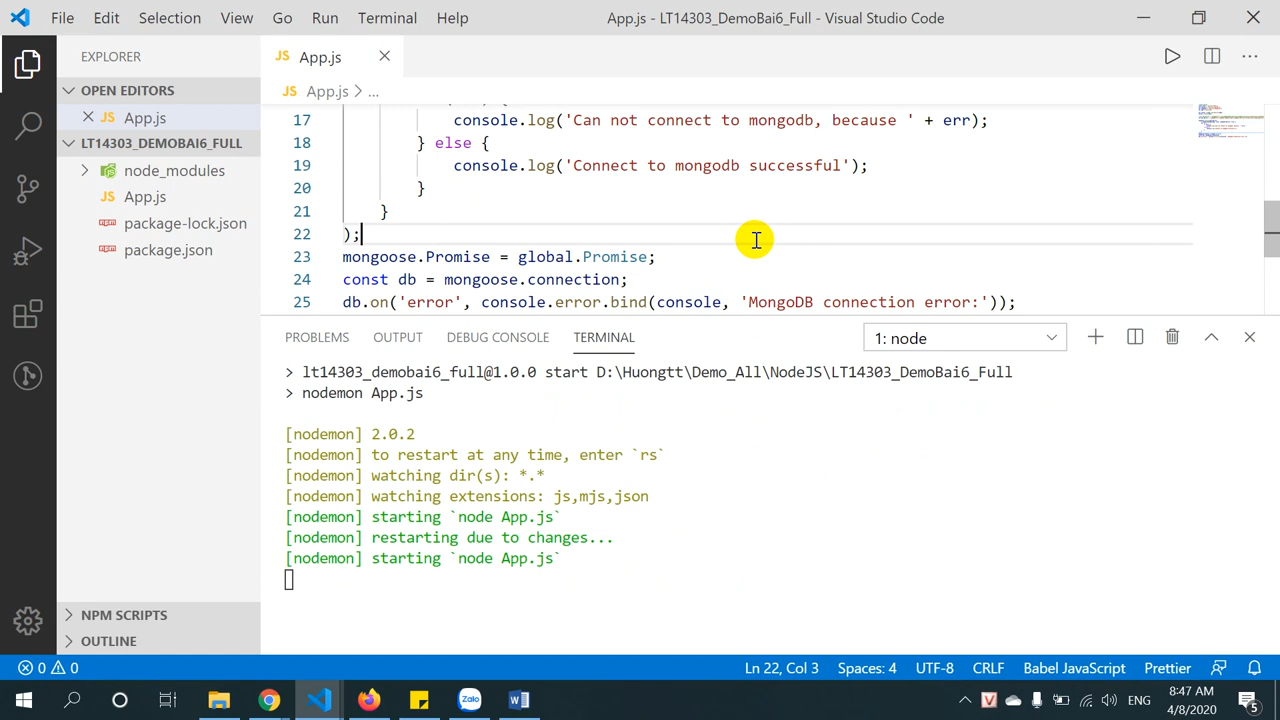 File Edit Selection View Go Run Terminal Help App.js - LT14303_DemoBai6_Full - Visual Studio Code
EXPLORER
OPEN EDITORS
JS App.js
LT14303_DEMOBAI6_FULL
node_modules
JS App.js
package-lock.json
package.json
NPM SCRIPTS
OUTLINE
JS App.js
JS App.js > ...
17 console.log('Can not connect to mongodb, because ' + err);
18 } else {
19 console.log('Connect to mongodb successful');
20 }
21 }
22 );
23 mongoose.Promise = global.Promise;
24 const db = mongoose.connection;
25 db.on('error', console.error.bind(console, 'MongoDB connection error:'));
PROBLEMS OUTPUT DEBUG CONSOLE TERMINAL 1: node
> lt14303_demobai6_full@1.0.0 start D:\Huongtt\Demo_All\NodeJS\LT14303_DemoBai6_Full
> nodemon App.js
[nodemon] 2.0.2
[nodemon] to restart at any time, enter `rs`
[nodemon] watching dir(s): *.*
[nodemon] watching extensions: js,mjs,json
[nodemon] starting `node App.js`
[nodemon] restarting due to changes...
[nodemon] starting `node App.js`
0 0 Ln 22, Col 3 Spaces: 4 UTF-8 CRLF Babel JavaScript Prettier
Zalo W V ENG 8:47 AM
4/8/2020 5